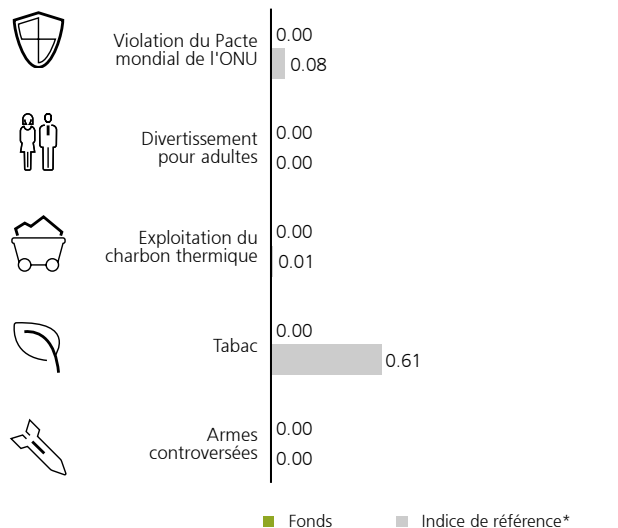 Violation du Pacte
mondial de l'ONU
0.00
0.08
Divertissement
pour adultes
0.00
0.00
Exploitation du
charbon thermique
0.00
0.01
Tabac
0.00
0.61
Armes
controversées
0.00
0.00
Fonds
Indice de référence*